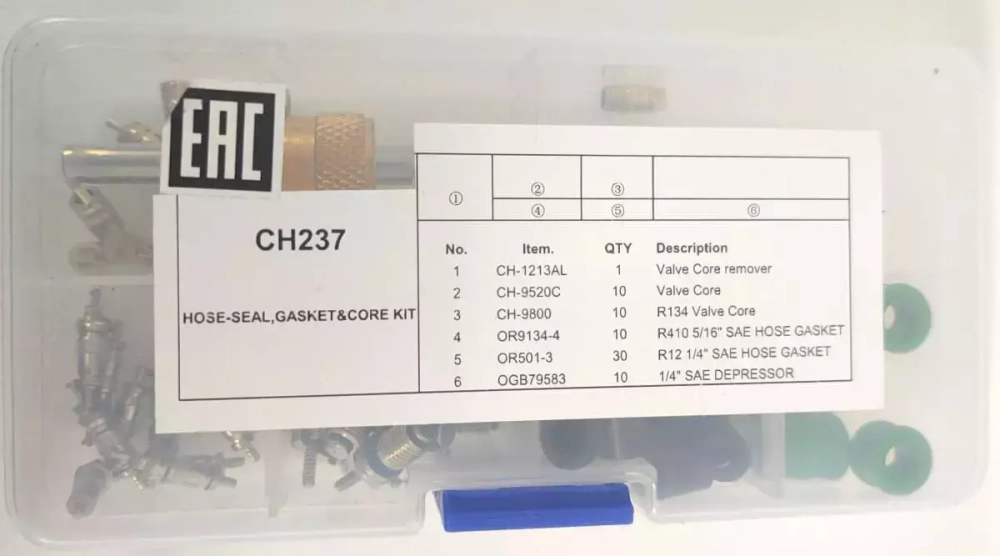 EAC
CH237
HOSE-SEAL,GASKET&CORE KIT
① ② ③
④ ⑤ ⑥
No. Item. QTY Description
1 CH-1213AL 1 Valve Core remover
2 CH-9520C 10 Valve Core
3 CH-9800 10 R134 Valve Core
4 OR9134-4 10 R410 5/16" SAE HOSE GASKET
5 OR501-3 30 R12 1/4" SAE HOSE GASKET
6 OGB79583 10 1/4" SAE DEPRESSOR